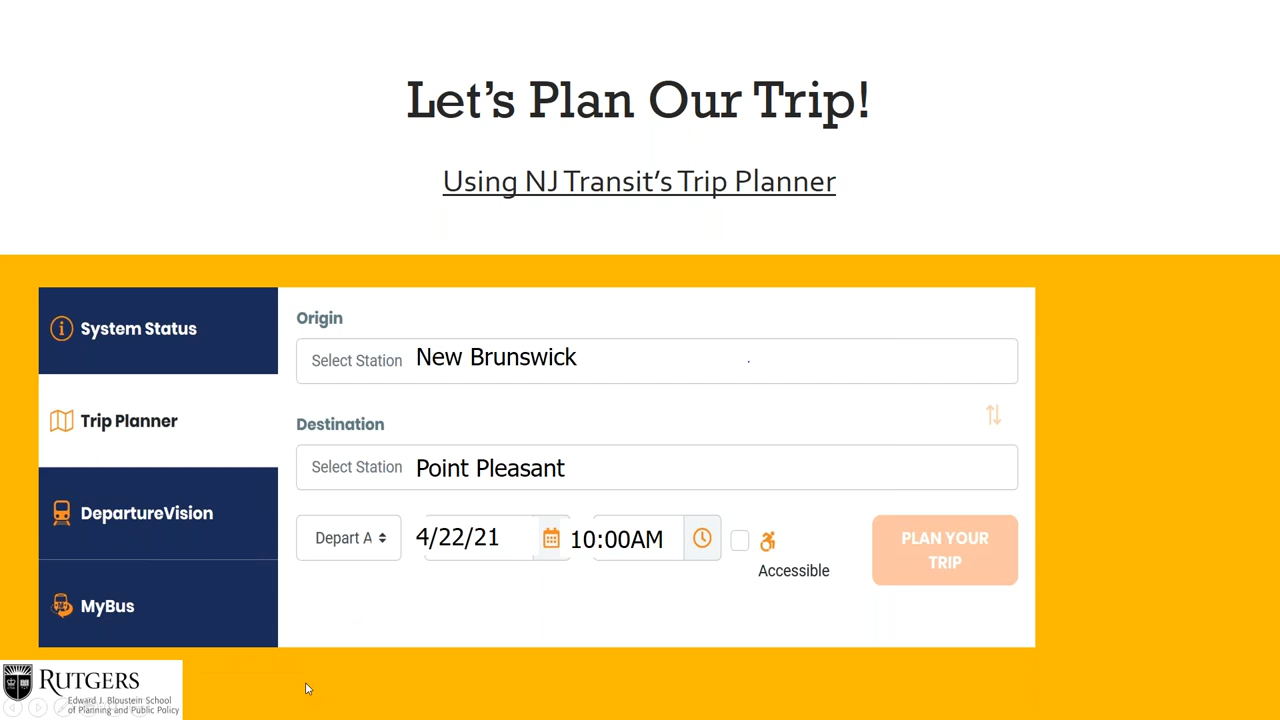 Let's Plan Our Trip!
Using NJ Transit's Trip Planner
System Status
Trip Planner
DepartureVision
MyBus
Origin
Select Station New Brunswick
Destination
Select Station Point Pleasant
Depart A 4/22/21 10:00AM
Accessible
PLAN YOUR
TRIP
RUTGERS
Edward J. Bloustein School
of Planning and Public Policy